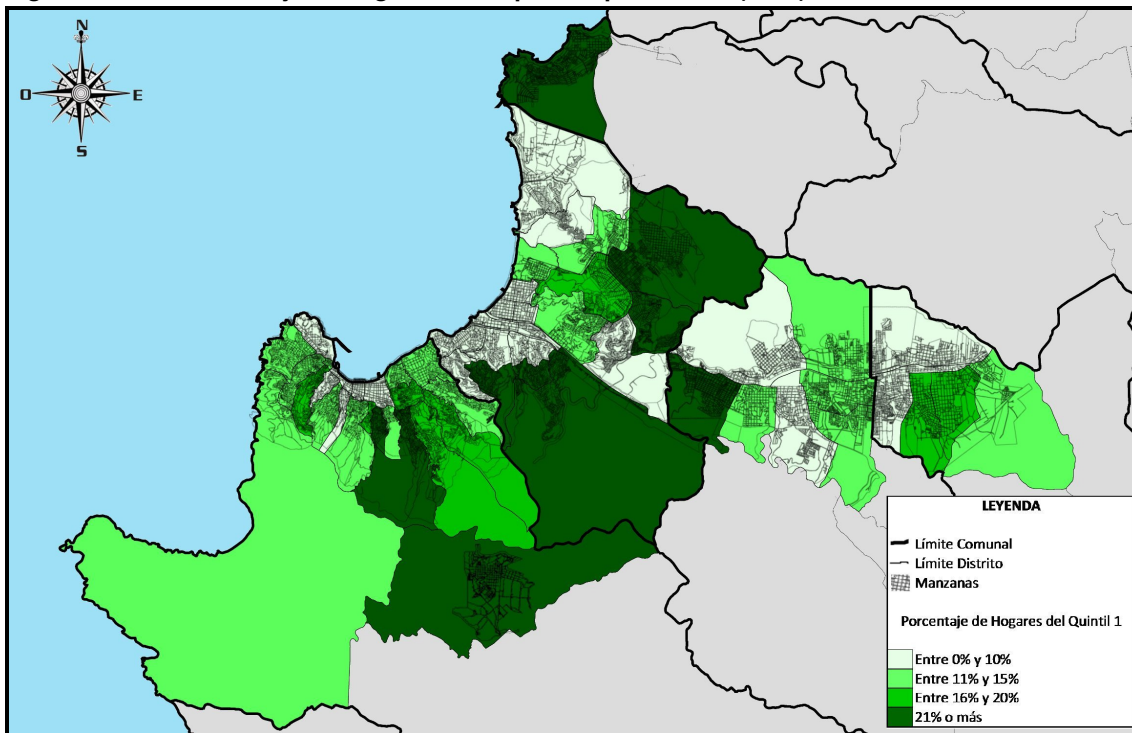 N
O
E
S
LEYENDA
Límite Comunal
Límite Distrito
Manzanas
Porcentaje de Hogares del Quintil 1
Entre 0% y 10%
Entre 11% y 15%
Entre 16% y 20%
21% o más